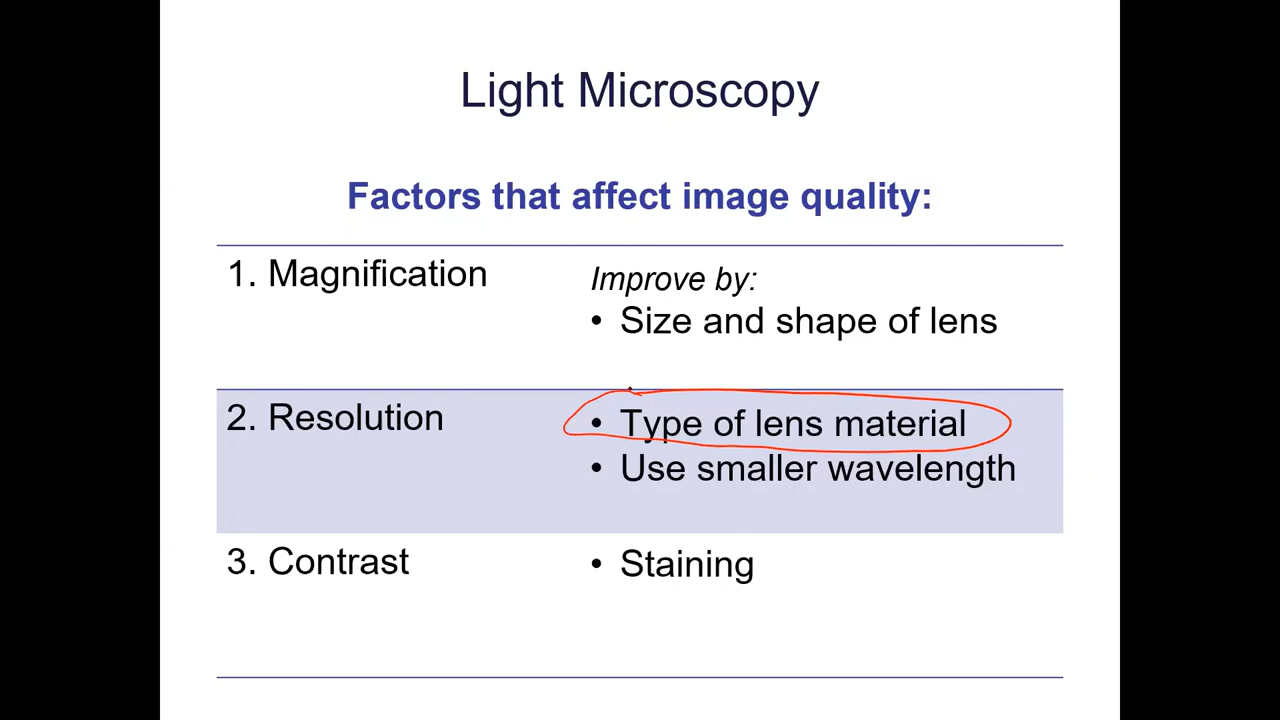 Light Microscopy
Factors that affect image quality:
1. Magnification
Improve by:
• Size and shape of lens
2. Resolution
• Type of lens material
• Use smaller wavelength
3. Contrast
• Staining